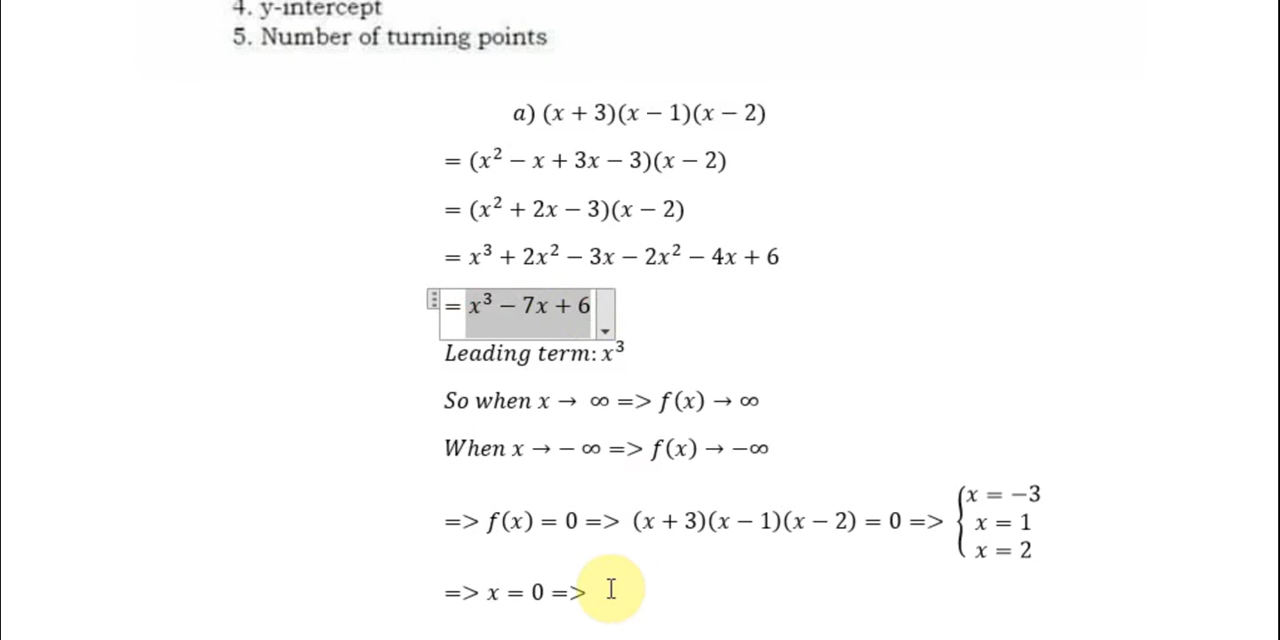 4. y-intercept
5. Number of turning points
a) (x + 3)(x − 1)(x − 2)
= (x² − x + 3x − 3)(x − 2)
= (x² + 2x − 3)(x − 2)
= x³ + 2x² − 3x − 2x² − 4x + 6
= x³ − 7x + 6
Leading term: x³
So when x → ∞ => f(x) → ∞
When x → − ∞ => f(x) → −∞
=> f(x) = 0 => (x + 3)(x − 1)(x − 2) = 0 => { x = −3
x = 1
x = 2
=> x = 0 =>